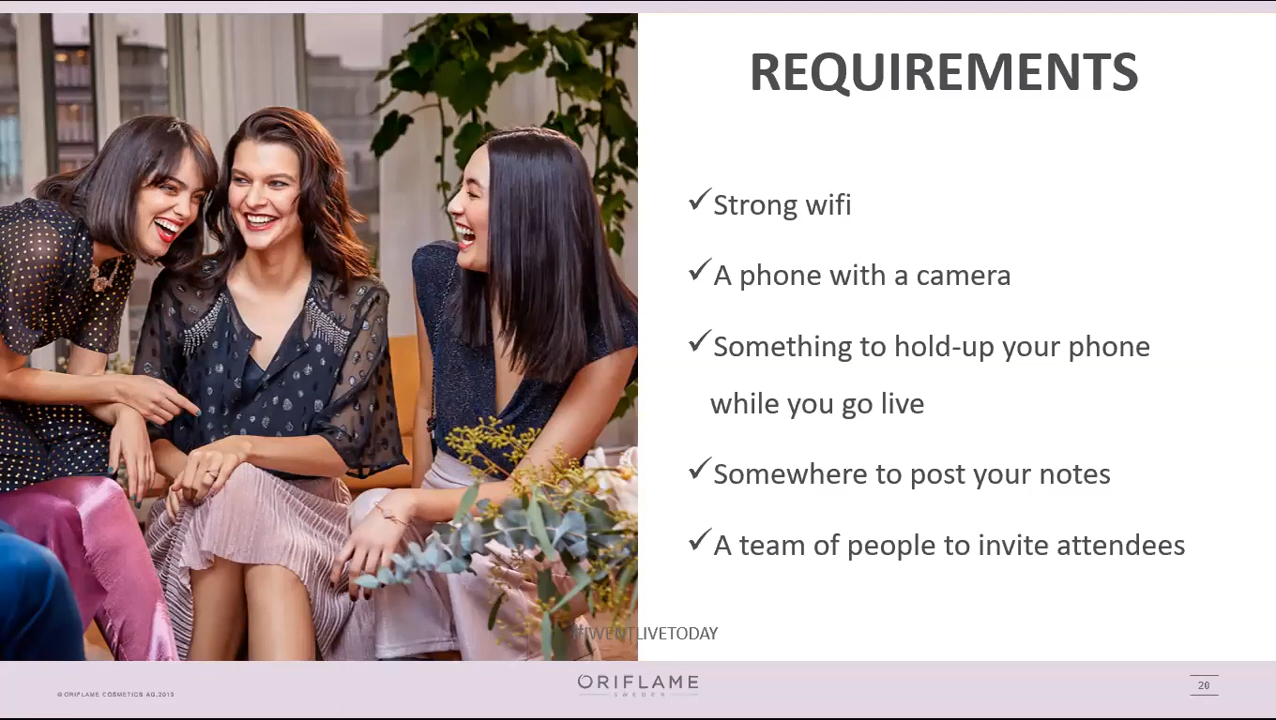 REQUIREMENTS
✓Strong wifi
✓A phone with a camera
✓Something to hold-up your phone
while you go live
✓Somewhere to post your notes
✓A team of people to invite attendees
#IWENTLIVETODAY
ORIFLAME
SWEDEN
©ORIFLAME COSMETICS AG,2015
20